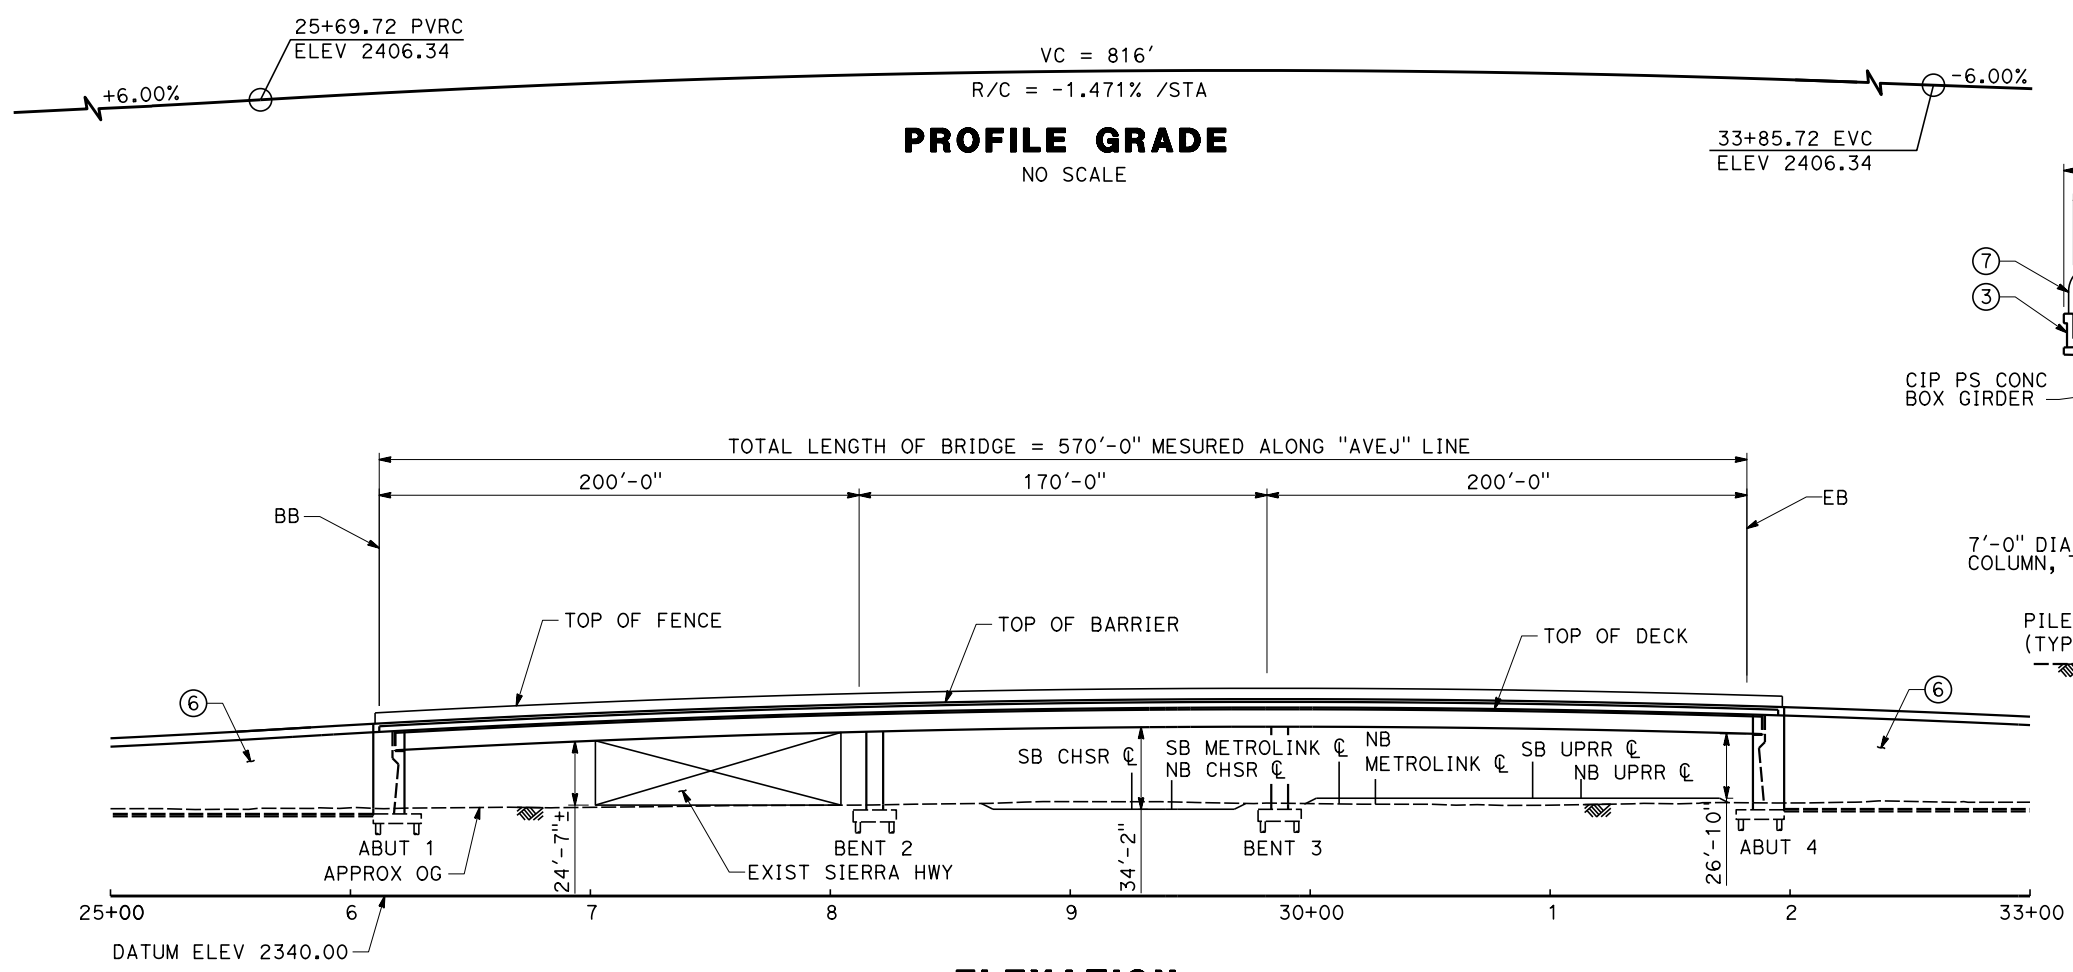 25+69.72 PVRC
ELEV 2406.34
VC = 816'
+6.00%
R/C = -1.471% /STA
-6.00%
PROFILE GRADE
NO SCALE
33+85.72 EVC
ELEV 2406.34
7
3
CIP PS CONC
BOX GIRDER
TOTAL LENGTH OF BRIDGE = 570'-0" MESURED ALONG "AVEJ" LINE
200'-0"
170'-0"
200'-0"
BB
EB
7'-0" DIA
COLUMN,
TOP OF FENCE
TOP OF BARRIER
TOP OF DECK
PILE
(TYP
6
6
SB CHSR ℄
SB METROLINK ℄
NB CHSR ℄
NB
METROLINK ℄
SB UPRR ℄
NB UPRR ℄
24'-7"±
34'-2"
26'-10"
ABUT 1
APPROX OG
BENT 2
EXIST SIERRA HWY
BENT 3
ABUT 4
25+00
6
7
8
9
30+00
1
2
33+00
DATUM ELEV 2340.00
ELEVATION